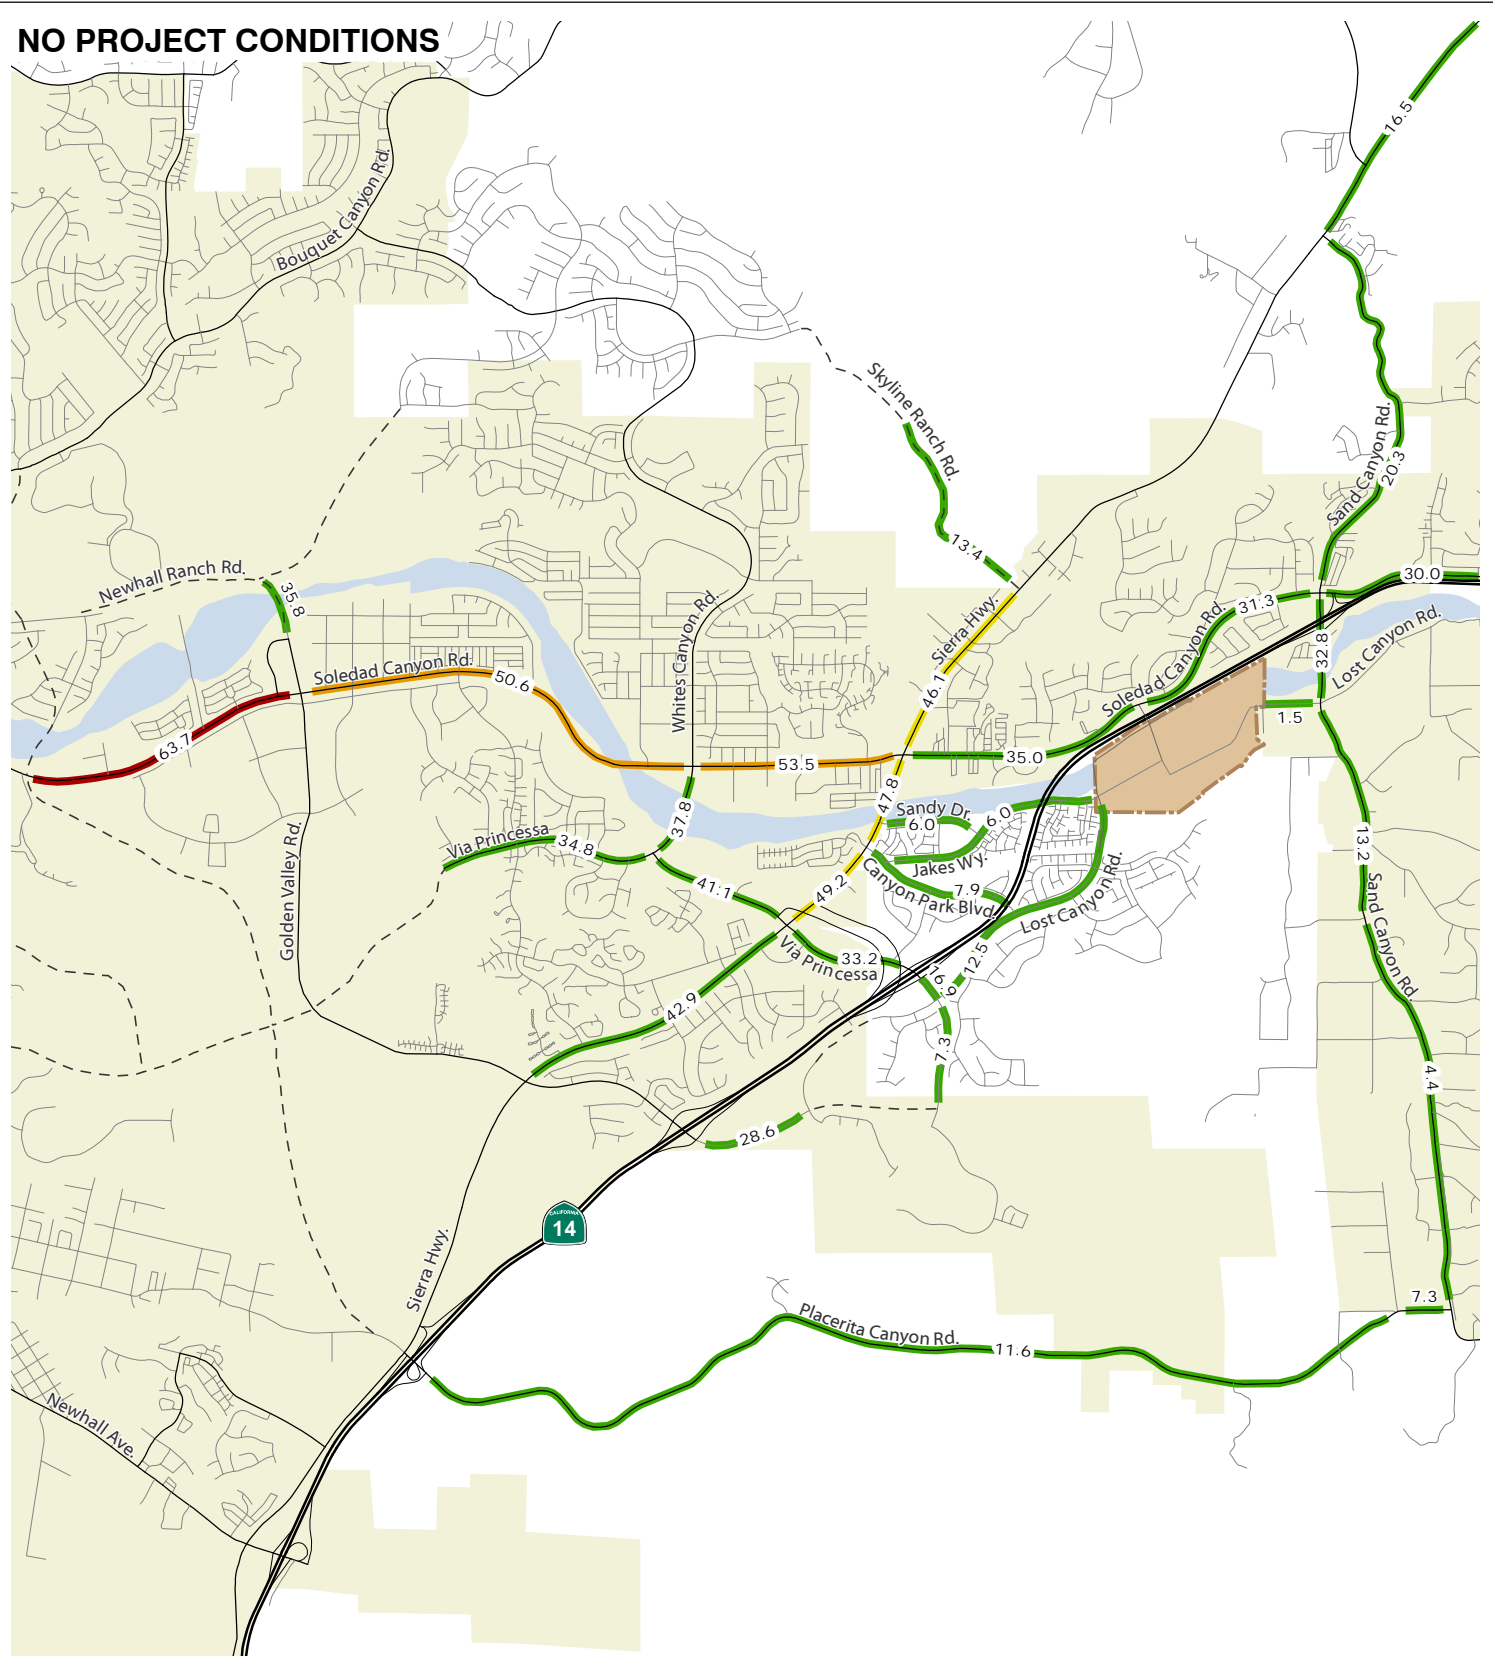 NO PROJECT CONDITIONS
16.5
Bouquet Canyon Rd.
Skyline Ranch Rd.
Sand Canyon Rd.
20.3
13.4
Newhall Ranch Rd.
35.8
30.0
31.3
Sierra Hwy.
Whites Canyon Rd.
Soledad Canyon Rd.
Lost Canyon Rd.
32.8
Soledad Canyon Rd.
50.6
46.1
1.5
63.7
53.5
35.0
47.8
37.8
Sandy Dr.
6.0
6.0
Via Princessa
34.8
13.2
Jakes Wy.
Golden Valley Rd.
41.1
49.2
Canyon Park Blvd.
7.9
Lost Canyon Rd.
Sand Canyon Rd.
Via Princessa
33.2
12.5
16.9
42.9
7.3
4.4
28.6
CALIFORNIA
14
Sierra Hwy.
7.3
Placerita Canyon Rd.
11.6
Newhall Ave.